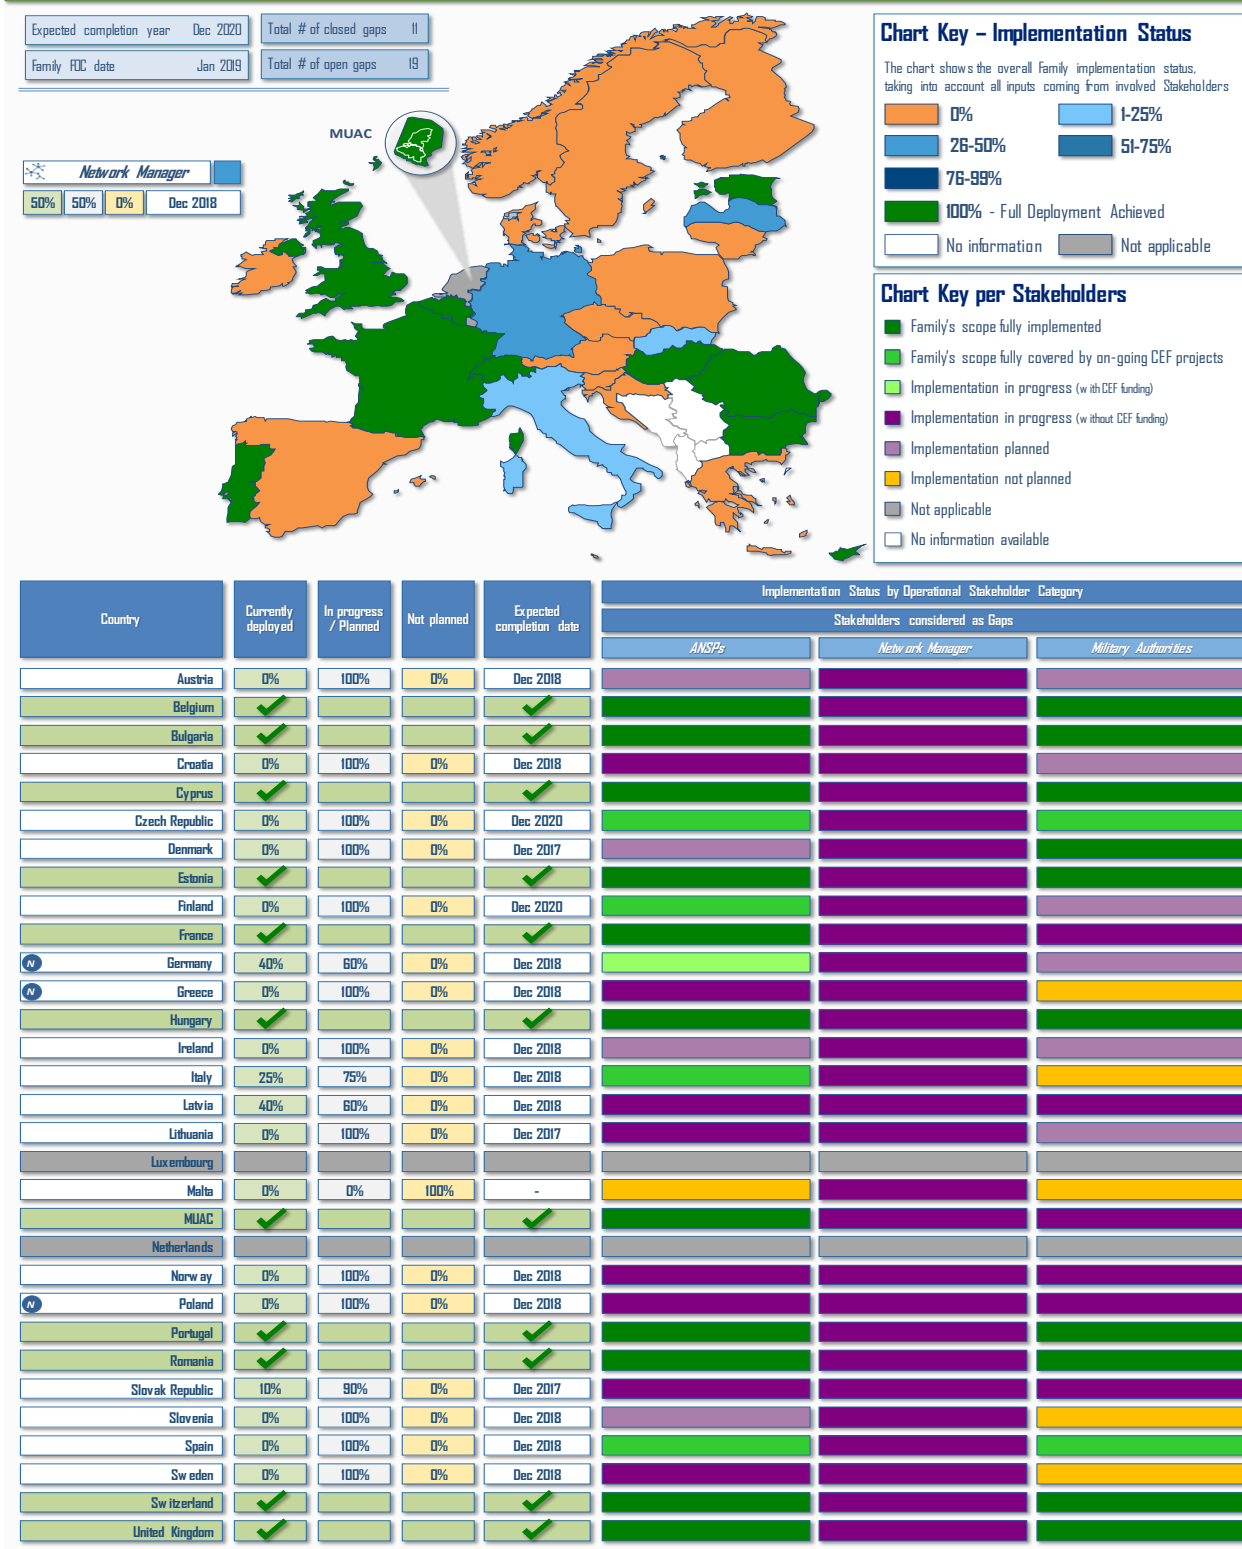 Expected completion year Dec 2020
Total # of closed gaps 11
Family FOC date Jan 2019
Total # of open gaps 19
MUAC
Network Manager
50% 50% 0% Dec 2018
Chart Key – Implementation Status
The chart shows the overall Family implementation status,
taking into account all inputs coming from involved Stakeholders
0% 1-25%
26-50% 51-75%
76-99%
100% - Full Deployment Achieved
No information Not applicable
Chart Key per Stakeholders
Family's scope fully implemented
Family's scope fully covered by on-going CEF projects
Implementation in progress (with CEF funding)
Implementation in progress (without CEF funding)
Implementation planned
Implementation not planned
Not applicable
No information available
Country
Currently
deployed
In progress
/ Planned
Not planned
Expected
completion date
Implementation Status by Operational Stakeholder Category
Stakeholders considered as Gaps
ANSPs Network Manager Military Authorities
Austria 0% 100% 0% Dec 2018
Belgium
Bulgaria
Croatia 0% 100% 0% Dec 2018
Cyprus
Czech Republic 0% 100% 0% Dec 2020
Denmark 0% 100% 0% Dec 2017
Estonia
Finland 0% 100% 0% Dec 2020
France
N Germany 40% 60% 0% Dec 2018
N Greece 0% 100% 0% Dec 2018
Hungary
Ireland 0% 100% 0% Dec 2018
Italy 25% 75% 0% Dec 2018
Latvia 40% 60% 0% Dec 2018
Lithuania 0% 100% 0% Dec 2017
Luxembourg
Malta 0% 0% 100% -
MUAC
Netherlands
Norway 0% 100% 0% Dec 2018
N Poland 0% 100% 0% Dec 2018
Portugal
Romania
Slovak Republic 10% 90% 0% Dec 2017
Slovenia 0% 100% 0% Dec 2018
Spain 0% 100% 0% Dec 2018
Sweden 0% 100% 0% Dec 2018
Switzerland
United Kingdom